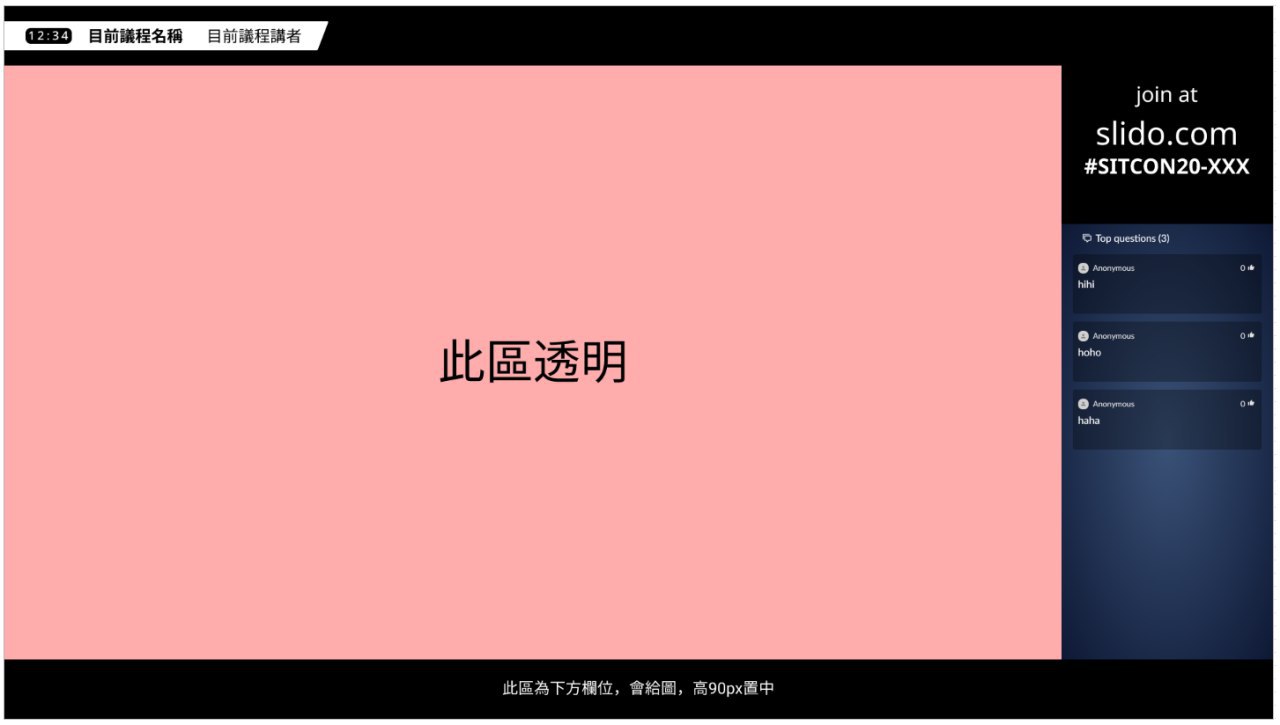 12:34 目前議程名稱 目前議程講者
join at
slido.com
#SITCON20-XXX
Top questions (3)
Anonymous 0
hihi
Anonymous 0
hoho
Anonymous 0
haha
此區透明
此區為下方欄位，會給圖，高90px置中